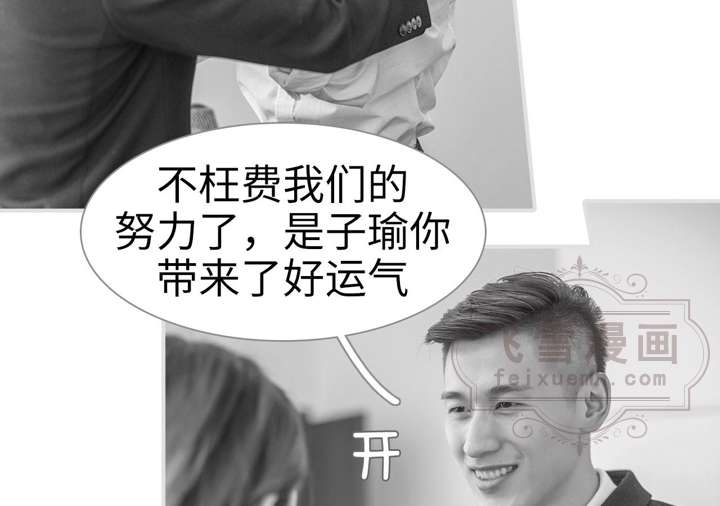 不枉费我们的
努力了，是子瑜你
带来了好运气
飞雪漫画
feixuemh.com
开